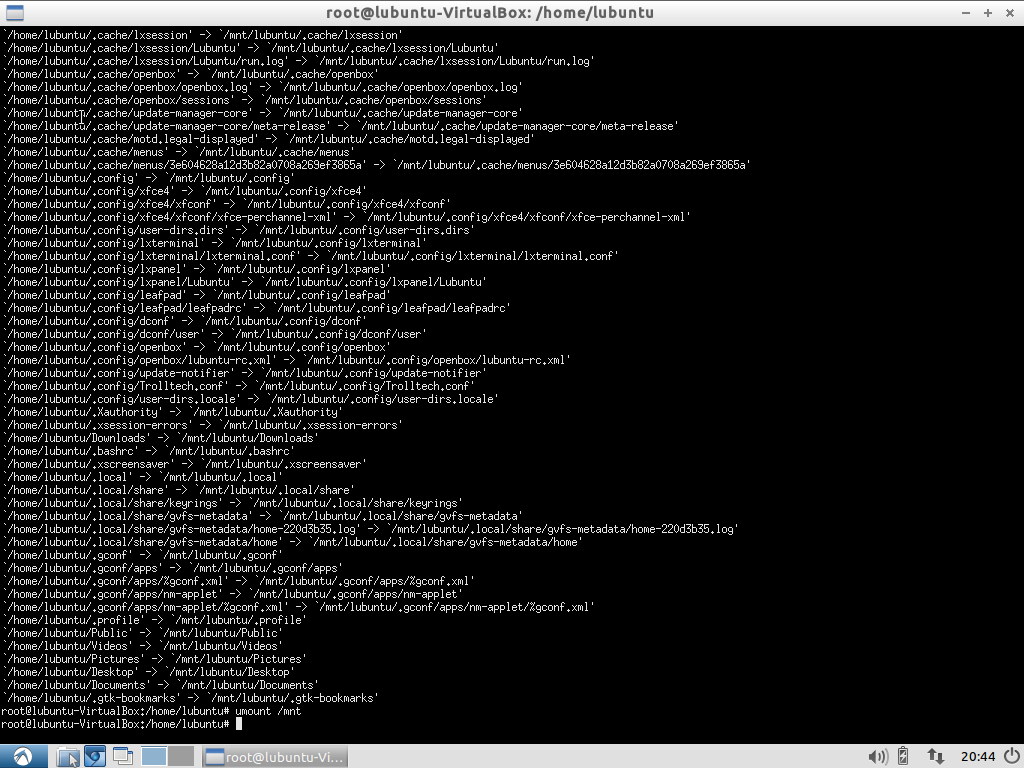 root@lubuntu-VirtualBox: /home/lubuntu
`/home/lubuntu/.cache/lxsession' -> `/mnt/lubuntu/.cache/lxsession'
`/home/lubuntu/.cache/lxsession/Lubuntu' -> `/mnt/lubuntu/.cache/lxsession/Lubuntu'
`/home/lubuntu/.cache/lxsession/Lubuntu/run.log' -> `/mnt/lubuntu/.cache/lxsession/Lubuntu/run.log'
`/home/lubuntu/.cache/openbox' -> `/mnt/lubuntu/.cache/openbox'
`/home/lubuntu/.cache/openbox/openbox.log' -> `/mnt/lubuntu/.cache/openbox/openbox.log'
`/home/lubuntu/.cache/openbox/sessions' -> `/mnt/lubuntu/.cache/openbox/sessions'
`/home/lubuntu/.cache/update-manager-core' -> `/mnt/lubuntu/.cache/update-manager-core'
`/home/lubuntu/.cache/update-manager-core/meta-release' -> `/mnt/lubuntu/.cache/update-manager-core/meta-release'
`/home/lubuntu/.cache/motd.legal-displayed' -> `/mnt/lubuntu/.cache/motd.legal-displayed'
`/home/lubuntu/.cache/menus' -> `/mnt/lubuntu/.cache/menus'
`/home/lubuntu/.cache/menus/3e604628a12d3b82a0708a269ef3865a' -> `/mnt/lubuntu/.cache/menus/3e604628a12d3b82a0708a269ef3865a'
`/home/lubuntu/.config' -> `/mnt/lubuntu/.config'
`/home/lubuntu/.config/xfce4' -> `/mnt/lubuntu/.config/xfce4'
`/home/lubuntu/.config/xfce4/xfconf' -> `/mnt/lubuntu/.config/xfce4/xfconf'
`/home/lubuntu/.config/xfce4/xfconf/xfce-perchannel-xml' -> `/mnt/lubuntu/.config/xfce4/xfconf/xfce-perchannel-xml'
`/home/lubuntu/.config/user-dirs.dirs' -> `/mnt/lubuntu/.config/user-dirs.dirs'
`/home/lubuntu/.config/lxterminal' -> `/mnt/lubuntu/.config/lxterminal'
`/home/lubuntu/.config/lxterminal/lxterminal.conf' -> `/mnt/lubuntu/.config/lxterminal/lxterminal.conf'
`/home/lubuntu/.config/lxpanel' -> `/mnt/lubuntu/.config/lxpanel'
`/home/lubuntu/.config/lxpanel/Lubuntu' -> `/mnt/lubuntu/.config/lxpanel/Lubuntu'
`/home/lubuntu/.config/leafpad' -> `/mnt/lubuntu/.config/leafpad'
`/home/lubuntu/.config/leafpad/leafpadrc' -> `/mnt/lubuntu/.config/leafpad/leafpadrc'
`/home/lubuntu/.config/dconf' -> `/mnt/lubuntu/.config/dconf'
`/home/lubuntu/.config/dconf/user' -> `/mnt/lubuntu/.config/dconf/user'
`/home/lubuntu/.config/openbox' -> `/mnt/lubuntu/.config/openbox'
`/home/lubuntu/.config/openbox/lubuntu-rc.xml' -> `/mnt/lubuntu/.config/openbox/lubuntu-rc.xml'
`/home/lubuntu/.config/update-notifier' -> `/mnt/lubuntu/.config/update-notifier'
`/home/lubuntu/.config/Trolltech.conf' -> `/mnt/lubuntu/.config/Trolltech.conf'
`/home/lubuntu/.config/user-dirs.locale' -> `/mnt/lubuntu/.config/user-dirs.locale'
`/home/lubuntu/.Xauthority' -> `/mnt/lubuntu/.Xauthority'
`/home/lubuntu/.xsession-errors' -> `/mnt/lubuntu/.xsession-errors'
`/home/lubuntu/Downloads' -> `/mnt/lubuntu/Downloads'
`/home/lubuntu/.bashrc' -> `/mnt/lubuntu/.bashrc'
`/home/lubuntu/.xscreensaver' -> `/mnt/lubuntu/.xscreensaver'
`/home/lubuntu/.local' -> `/mnt/lubuntu/.local'
`/home/lubuntu/.local/share' -> `/mnt/lubuntu/.local/share'
`/home/lubuntu/.local/share/keyrings' -> `/mnt/lubuntu/.local/share/keyrings'
`/home/lubuntu/.local/share/gvfs-metadata' -> `/mnt/lubuntu/.local/share/gvfs-metadata'
`/home/lubuntu/.local/share/gvfs-metadata/home-220d3b35.log' -> `/mnt/lubuntu/.local/share/gvfs-metadata/home-220d3b35.log'
`/home/lubuntu/.local/share/gvfs-metadata/home' -> `/mnt/lubuntu/.local/share/gvfs-metadata/home'
`/home/lubuntu/.gconf' -> `/mnt/lubuntu/.gconf'
`/home/lubuntu/.gconf/apps' -> `/mnt/lubuntu/.gconf/apps'
`/home/lubuntu/.gconf/apps/%gconf.xml' -> `/mnt/lubuntu/.gconf/apps/%gconf.xml'
`/home/lubuntu/.gconf/apps/nm-applet' -> `/mnt/lubuntu/.gconf/apps/nm-applet'
`/home/lubuntu/.gconf/apps/nm-applet/%gconf.xml' -> `/mnt/lubuntu/.gconf/apps/nm-applet/%gconf.xml'
`/home/lubuntu/.profile' -> `/mnt/lubuntu/.profile'
`/home/lubuntu/Public' -> `/mnt/lubuntu/Public'
`/home/lubuntu/Videos' -> `/mnt/lubuntu/Videos'
`/home/lubuntu/Pictures' -> `/mnt/lubuntu/Pictures'
`/home/lubuntu/Desktop' -> `/mnt/lubuntu/Desktop'
`/home/lubuntu/Documents' -> `/mnt/lubuntu/Documents'
`/home/lubuntu/.gtk-bookmarks' -> `/mnt/lubuntu/.gtk-bookmarks'
root@lubuntu-VirtualBox:/home/lubuntu# umount /mnt
root@lubuntu-VirtualBox:/home/lubuntu#
root@lubuntu-Vi... 20:44